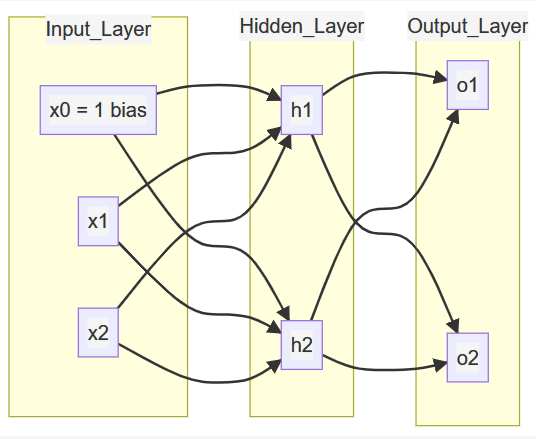 Input_Layer
Hidden_Layer
Output_Layer
x0 = 1 bias
x1
x2
h1
h2
o1
o2